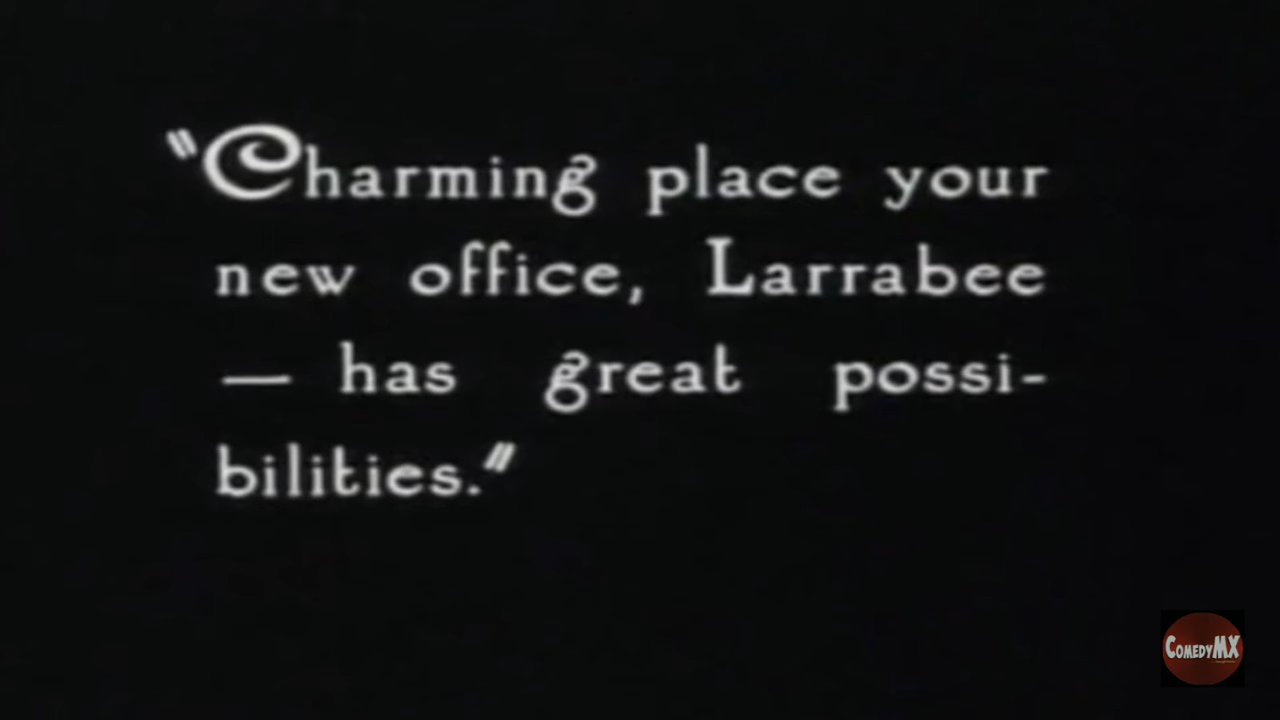 "Charming place your
new office, Larrabee
— has great possi-
bilities."
COMEDYMX